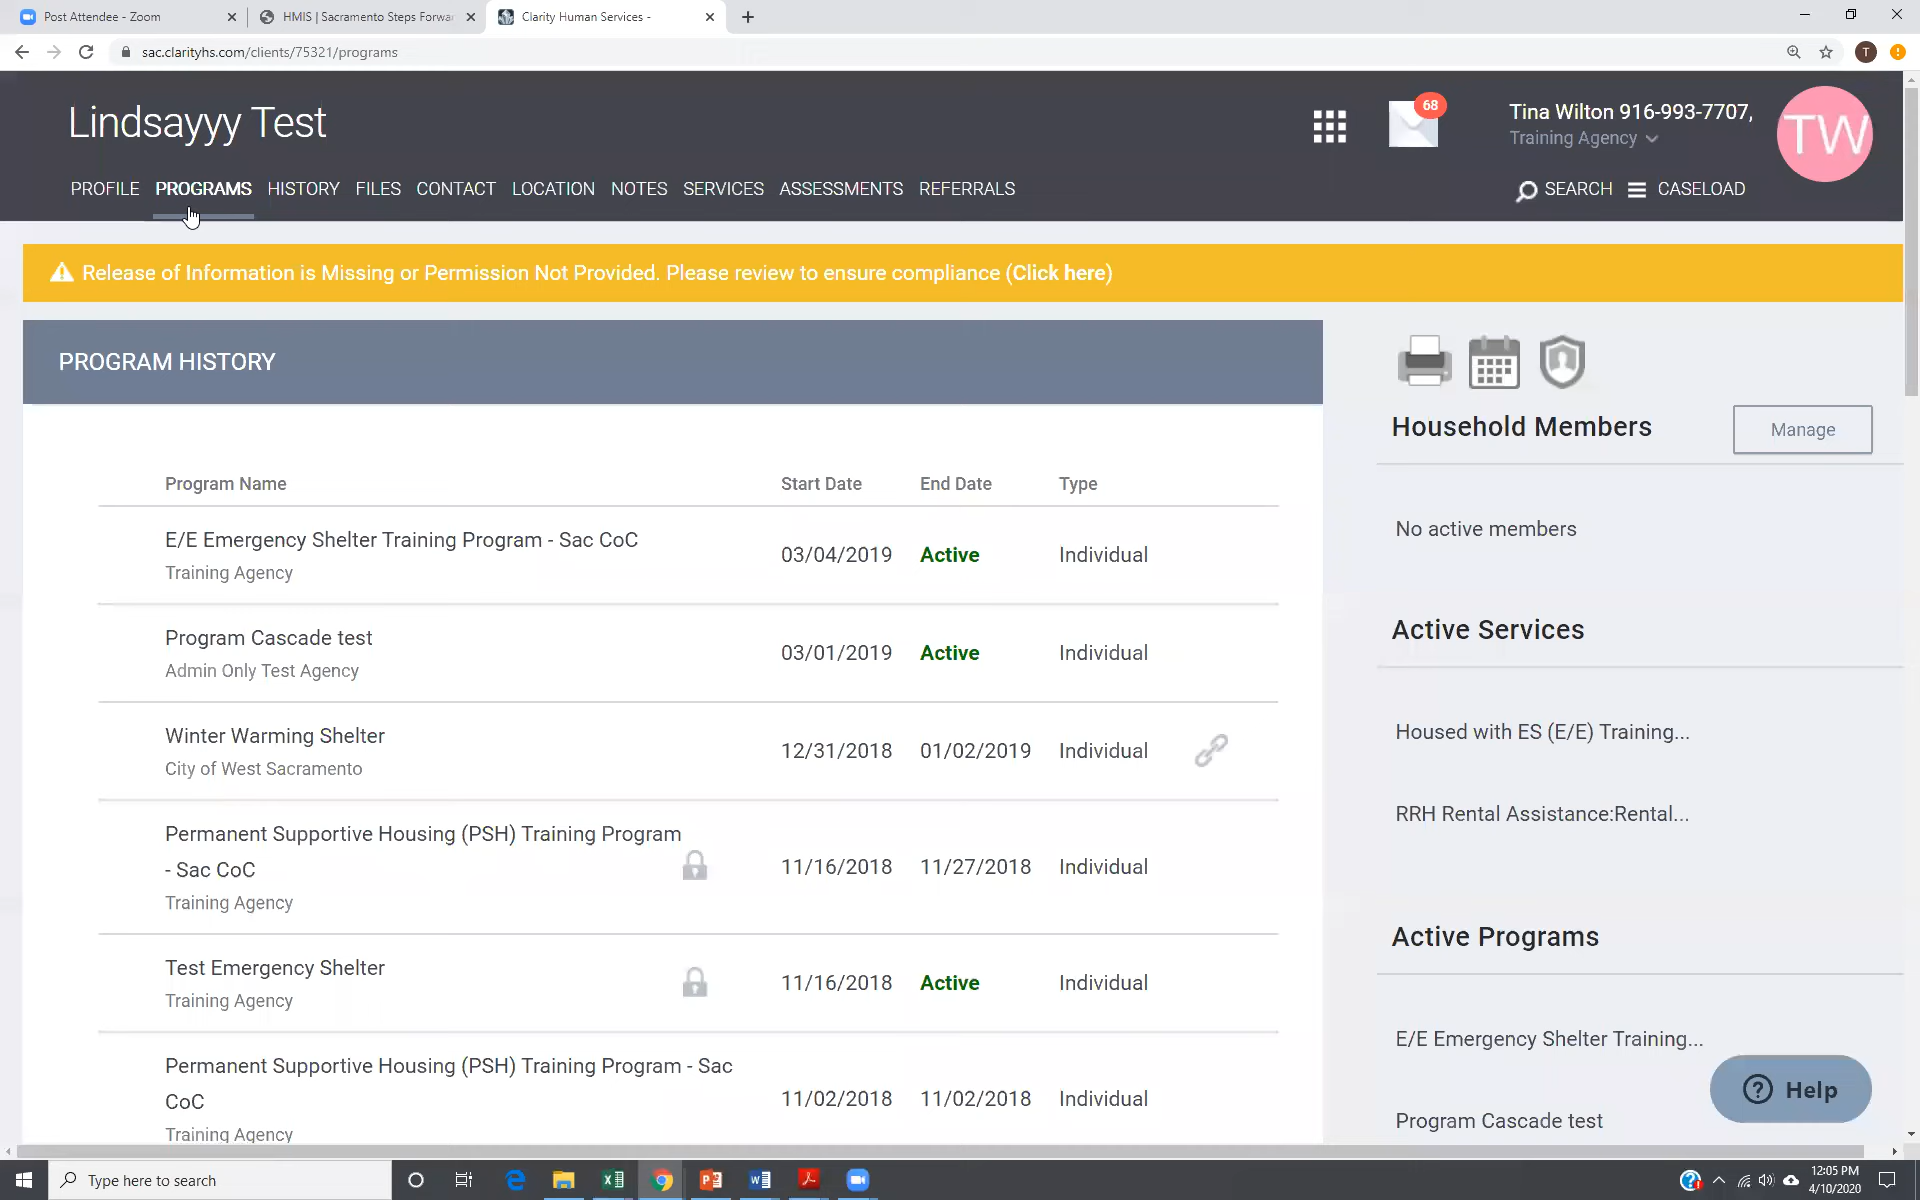 Post Attendee - Zoom
HMIS | Sacramento Steps Forwar
Clarity Human Services -
sac.clarityhs.com/clients/75321/programs
T
Lindsayyy Test
68
Tina Wilton 916-993-7707,
Training Agency
TW
PROFILE PROGRAMS HISTORY FILES CONTACT LOCATION NOTES SERVICES ASSESSMENTS REFERRALS
SEARCH CASELOAD
Release of Information is Missing or Permission Not Provided. Please review to ensure compliance (Click here)
PROGRAM HISTORY
Household Members
Manage
Program Name Start Date End Date Type
E/E Emergency Shelter Training Program - Sac CoC
Training Agency
03/04/2019 Active Individual
No active members
Program Cascade test
Admin Only Test Agency
03/01/2019 Active Individual
Active Services
Winter Warming Shelter
City of West Sacramento
12/31/2018 01/02/2019 Individual
Housed with ES (E/E) Training...
RRH Rental Assistance:Rental...
Permanent Supportive Housing (PSH) Training Program
- Sac CoC
Training Agency
11/16/2018 11/27/2018 Individual
Active Programs
Test Emergency Shelter
Training Agency
11/16/2018 Active Individual
E/E Emergency Shelter Training...
Permanent Supportive Housing (PSH) Training Program - Sac
CoC
Training Agency
11/02/2018 11/02/2018 Individual
Program Cascade test
Help
Type here to search
12:05 PM
4/10/2020